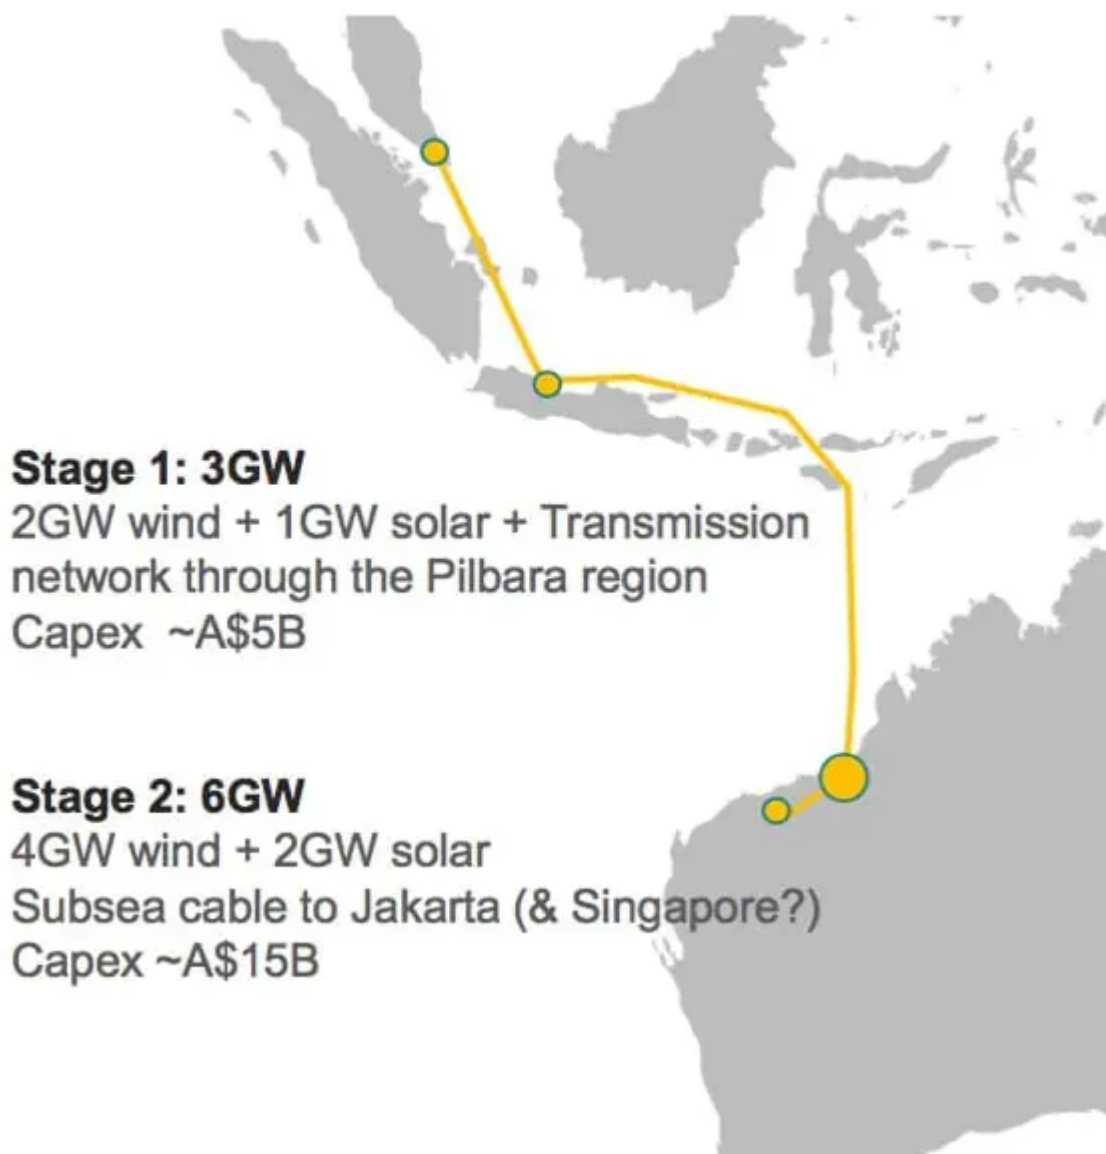 Stage 1: 3GW
2GW wind + 1GW solar + Transmission
network through the Pilbara region
Capex ~A$5B
Stage 2: 6GW
4GW wind + 2GW solar
Subsea cable to Jakarta (& Singapore?)
Capex ~A$15B